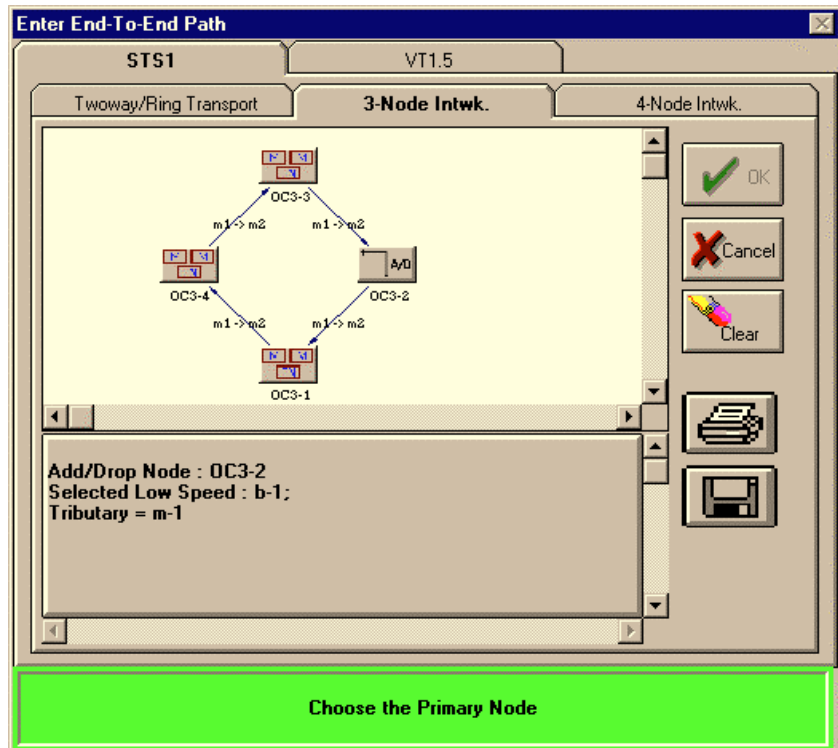 Enter End-To-End Path
STS1
VT1.5
Twoway/Ring Transport
3-Node Intwk.
4-Node Intwk.
M M
N
OC3-3
m1->m2
m1->m2
M M
N
A/D
OC3-4
OC3-2
m1->m2
m1->m2
M M
N
OC3-1
OK
Cancel
Clear
Add/Drop Node : OC3-2
Selected Low Speed : b-1;
Tributary = m-1
Choose the Primary Node